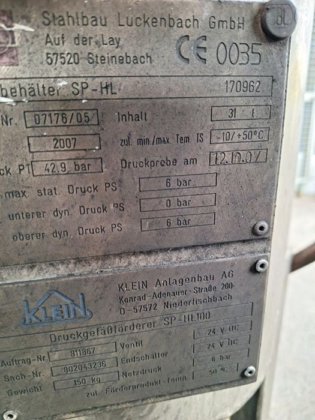 Stahlbau Luckenbach GmbH
Auf der Lay
57520 Steinebach
CE 0035
behälter SP-HL 170962
Nr. 07176/05 Inhalt 31 l
2007 zul. min/max Tem. TS -10/+50°C
ck PT 42,9 bar Druckprobe am 12.10.07
max stat. Druck PS 6 bar
unterer dyn. Druck PS 0 bar
oberer dyn. Druck PS 6 bar
KLEIN
KLEIN Anlagenbau AG
Konrad-Adenauer-Straße 200
D-57572 Niederfischbach
Druckgefäßförderer SP-HL100
Auftrag-Nr. 811867 Ventil 24 V
Sach-Nr. 902043236 Endschalter 24 V
Gewicht 150 kg Netzdruck 6 bar
zul. Fördergut-Temp. 50 °C